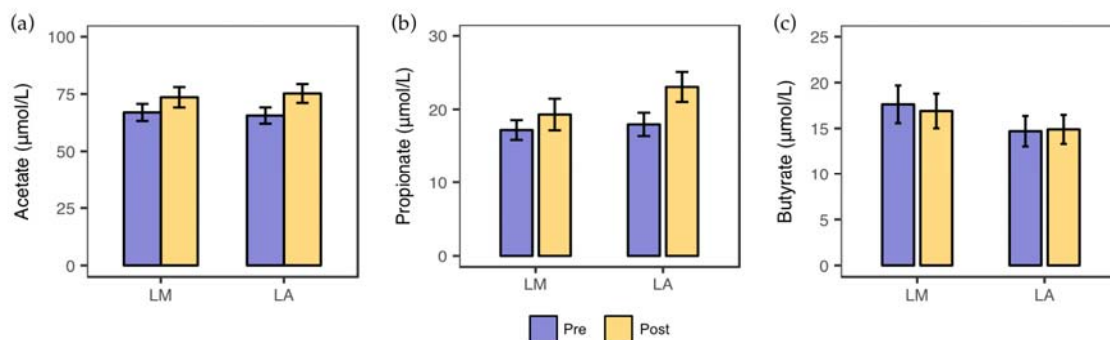 (a)
Acetate (μmol/L)
100
75
50
25
0
LM LA
(b)
Propionate (μmol/L)
30
20
10
0
LM LA
(c)
Butyrate (μmol/L)
25
20
15
10
5
0
LM LA
Pre Post